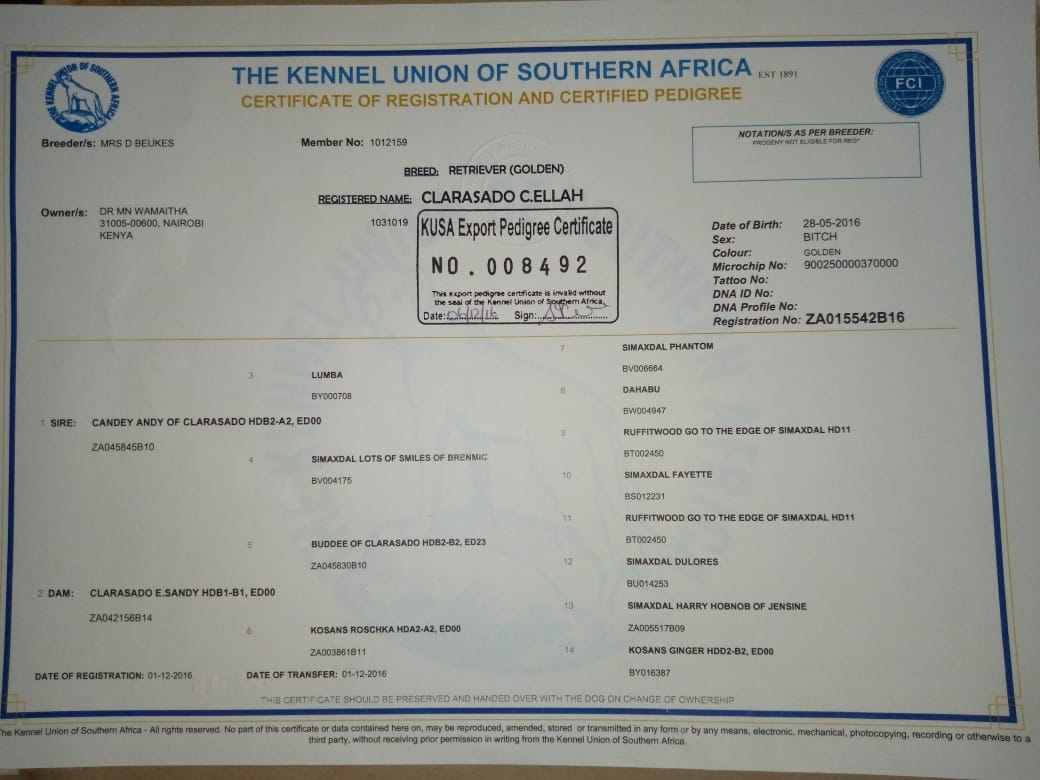 THE KENNEL UNION OF SOUTHERN AFRICA EST 1891
THE KENNEL UNION OF SOUTHERN AFRICA
FCI
CERTIFICATE OF REGISTRATION AND CERTIFIED PEDIGREE
Breeder/s: MRS D BEUKES
Member No: 1012159
NOTATION/S AS PER BREEDER:
PROGENY NOT ELIGIBLE FOR REG*
BREED: RETRIEVER (GOLDEN)
REGISTERED NAME: CLARASADO C.ELLAH
Owner/s: DR MN WAMAITHA
31005-00600, NAIROBI
KENYA
1031019
KUSA Export Pedigree Certificate
NO. 008492
This export pedigree certificate is invalid without
the seal of the Kennel Union of Southern Africa.
Date: 06/12/16 Sign:
Date of Birth: 28-05-2016
Sex: BITCH
Colour: GOLDEN
Microchip No: 900250000370000
Tattoo No:
DNA ID No:
DNA Profile No:
Registration No: ZA015542B16
1 SIRE: CANDEY ANDY OF CLARASADO HDB2-A2, ED00
ZA045845B10
2 DAM: CLARASADO E.SANDY HDB1-B1, ED00
ZA042156B14
3 LUMBA
BY000708
4 SIMAXDAL LOTS OF SMILES OF BRENMIC
BV004175
5 BUDDEE OF CLARASADO HDB2-B2, ED23
ZA045830B10
6 KOSANS ROSCHKA HDA2-A2, ED00
ZA003861B11
7 SIMAXDAL PHANTOM
BV006664
8 DAHABU
BW004947
9 RUFFITWOOD GO TO THE EDGE OF SIMAXDAL HD11
BT002450
10 SIMAXDAL FAYETTE
BS012231
11 RUFFITWOOD GO TO THE EDGE OF SIMAXDAL HD11
BT002450
12 SIMAXDAL DULORES
BU014253
13 SIMAXDAL HARRY HOBNOB OF JENSINE
ZA005517B09
14 KOSANS GINGER HDD2-B2, ED00
BY016387
DATE OF REGISTRATION: 01-12-2016 DATE OF TRANSFER: 01-12-2016
THIS CERTIFICATE SHOULD BE PRESERVED AND HANDED OVER WITH THE DOG ON CHANGE OF OWNERSHIP
The Kennel Union of Southern Africa - All rights reserved. No part of this certificate or data contained here on, may be reproduced, amended, stored or transmitted in any form or by any means, electronic, mechanical, photocopying, recording or otherwise to a
third party, without receiving prior permission in writing from the Kennel Union of Southern Africa.